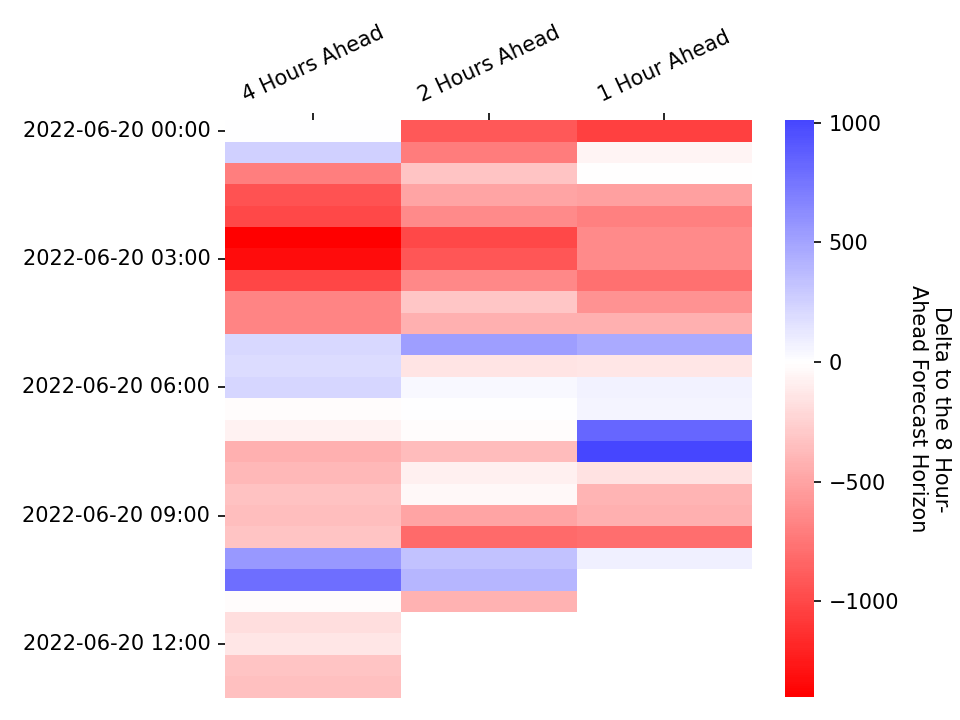 4 Hours Ahead
2 Hours Ahead
1 Hour Ahead
2022-06-20 00:00
2022-06-20 03:00
2022-06-20 06:00
2022-06-20 09:00
2022-06-20 12:00
1000
500
0
−500
−1000
Delta to the 8 Hour-
Ahead Forecast Horizon